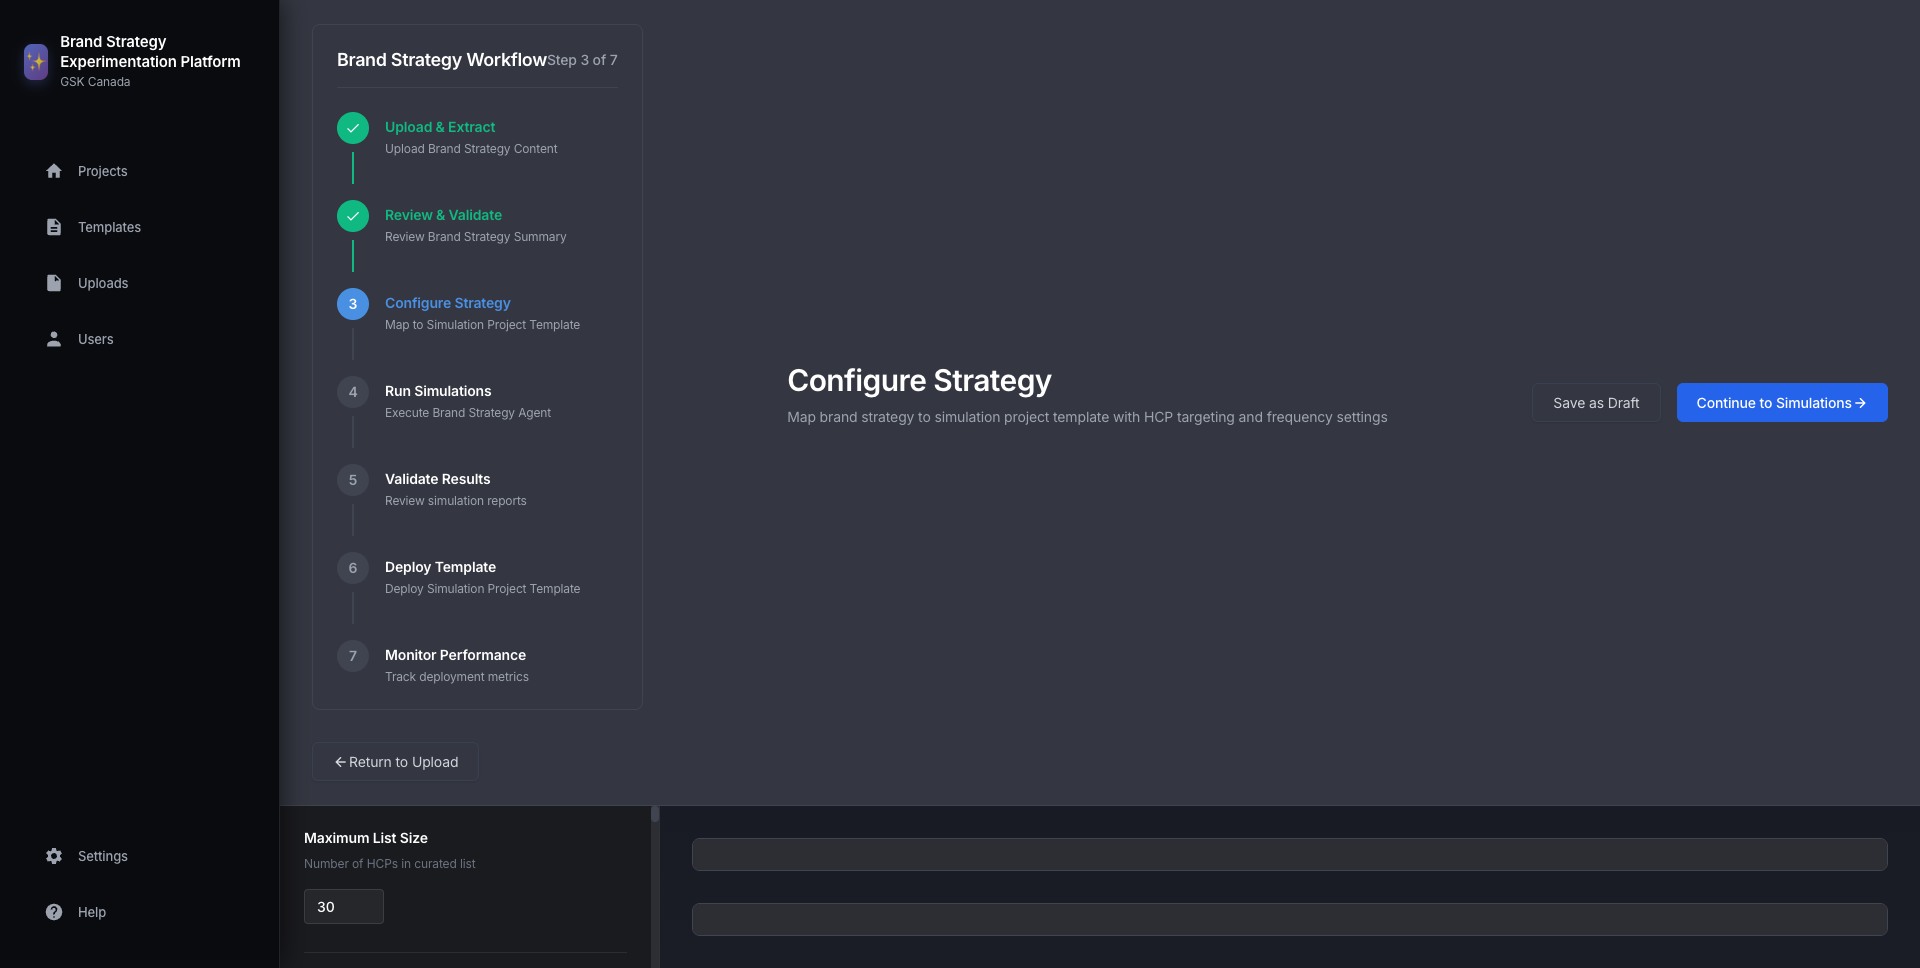 Brand Strategy
Experimentation Platform
GSK Canada
Projects
Templates
Uploads
Users
Settings
Help
Brand Strategy Workflow
Step 3 of 7
Upload & Extract
Upload Brand Strategy Content
Review & Validate
Review Brand Strategy Summary
3
Configure Strategy
Map to Simulation Project Template
4
Run Simulations
Execute Brand Strategy Agent
5
Validate Results
Review simulation reports
6
Deploy Template
Deploy Simulation Project Template
7
Monitor Performance
Track deployment metrics
← Return to Upload
Configure Strategy
Map brand strategy to simulation project template with HCP targeting and frequency settings
Save as Draft
Continue to Simulations →
Maximum List Size
Number of HCPs in curated list
30